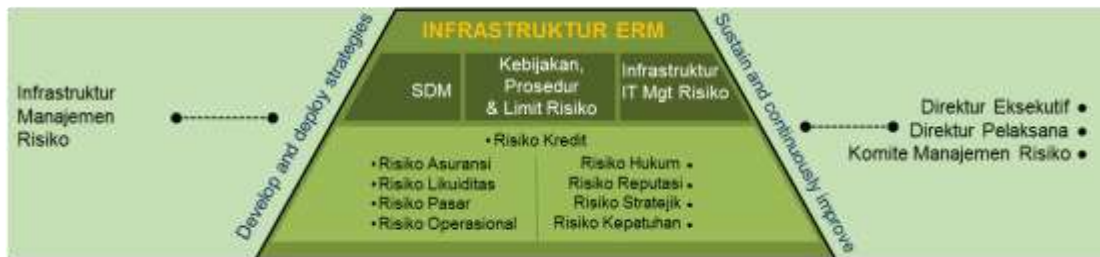 INFRASTRUKTUR ERM
SDM
Kebijakan,
Prosedur
& Limit Risiko
Infrastruktur
IT Mgt Risiko
Infrastruktur
Manajemen
Risiko
Develop and deploy strategies
• Risiko Kredit
• Risiko Asuransi
• Risiko Likuiditas
• Risiko Pasar
• Risiko Operasional
Risiko Hukum •
Risiko Reputasi •
Risiko Stratejik •
Risiko Kepatuhan •
Sustain and continuously improve
Direktur Eksekutif •
Direktur Pelaksana •
Komite Manajemen Risiko •